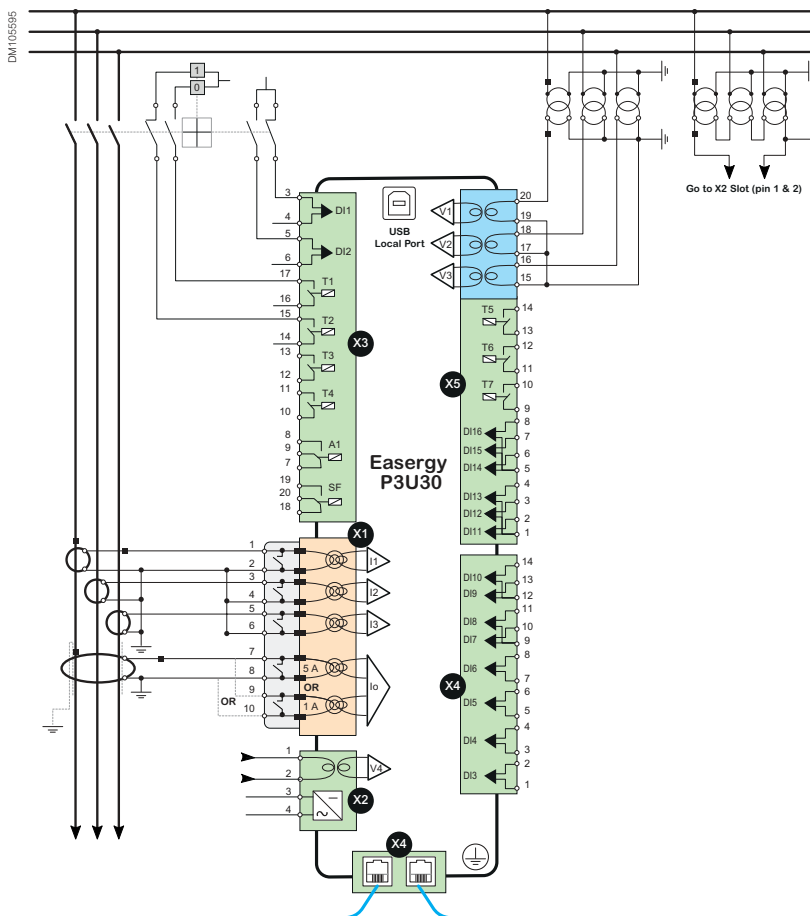 DM105595
1
0
Go to X2 Slot (pin 1 & 2)
USB
Local Port
3
4
5
6
17
16
15
14
13
12
11
10
8
9
7
19
20
18
DI1
DI2
T1
T2
T3
T4
A1
SF
X3
V1
V2
V3
20
19
18
17
16
15
T5
T6
T7
14
13
12
11
10
9
8
7
6
5
4
3
2
1
X5
DI16
DI15
DI14
DI13
DI12
DI11
Easergy
P3U30
X1
1
2
3
4
5
6
7
8
9
10
I1
I2
I3
5 A
OR
1 A
Io
OR
14
13
12
11
10
9
8
7
6
5
4
3
2
1
DI10
DI9
DI8
DI7
DI6
DI5
DI4
DI3
X4
1
2
3
4
V4
X2
X4